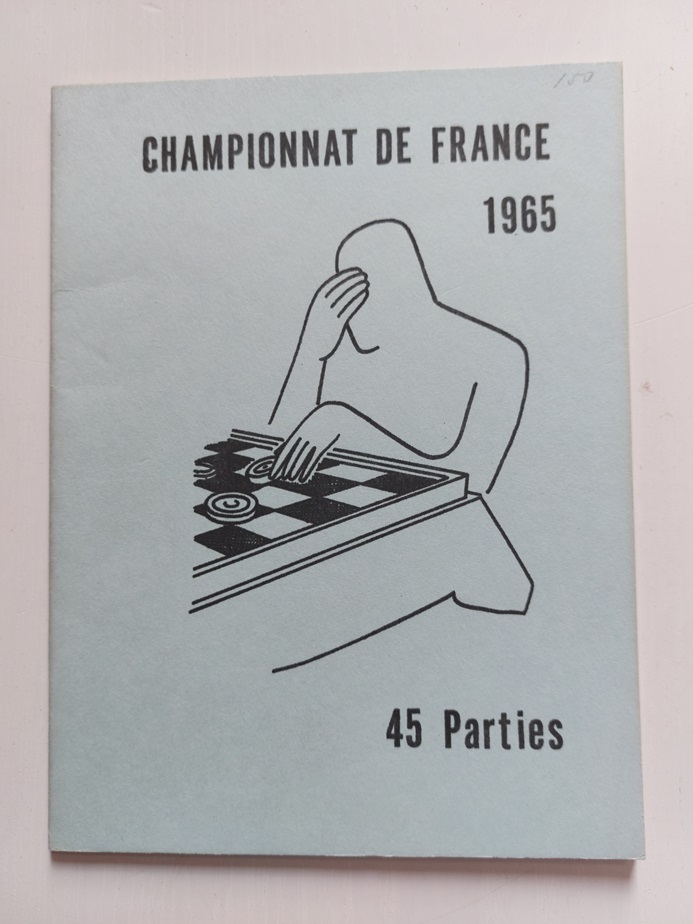 150
CHAMPIONNAT DE FRANCE
1965
45 Parties